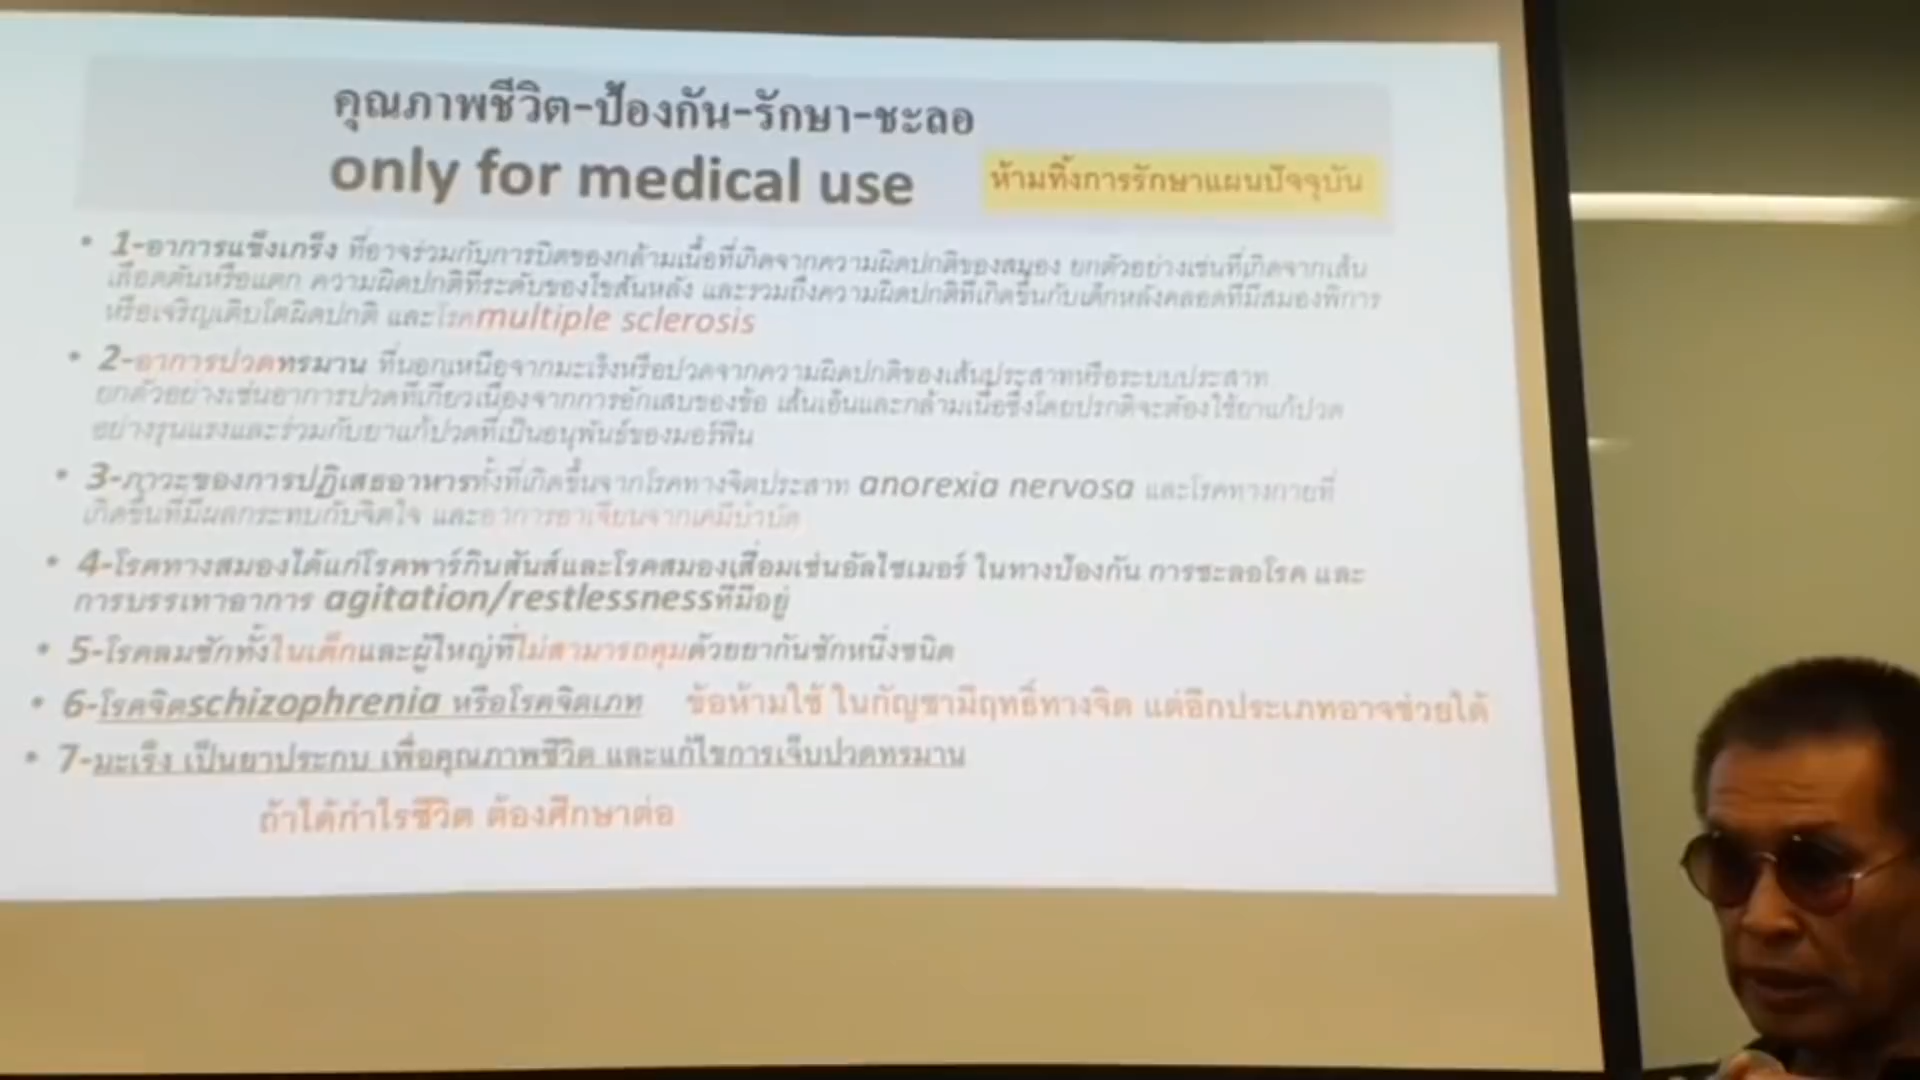 คุณภาพชีวิต-ป้องกัน-รักษา-ชะลอ
only for medical use
ห้ามทิ้งการรักษาแผนปัจจุบัน
• 1-อาการแข็งเกร็ง ที่อาจร่วมกับการบิดของกล้ามเนื้อที่เกิดจากความผิดปกติของสมอง ยกตัวอย่างเช่นที่เกิดจากเส้น
เลือดตันหรือแตก ความผิดปกติที่ระดับของไขสันหลัง และรวมถึงความผิดปกติที่เกิดขึ้นกับเด็กหลังคลอดที่มีสมองพิการ
หรือเจริญเติบโตผิดปกติ และโรคmultiple sclerosis
• 2-อาการปวดทรมาน ที่นอกเหนือจากมะเร็งหรือปวดจากความผิดปกติของเส้นประสาทหรือระบบประสาท
ยกตัวอย่างเช่นอาการปวดที่เกี่ยวเนื่องจากการอักเสบของข้อ เส้นเอ็นและกล้ามเนื้อซึ่งโดยปรกติจะต้องใช้ยาแก้ปวด
อย่างรุนแรงและร่วมกับยาแก้ปวดที่เป็นอนุพันธ์ของมอร์ฟีน
• 3-ภาวะของการปฏิเสธอาหารทั้งที่เกิดขึ้นจากโรคทางจิตประสาท anorexia nervosa และโรคทางกายที่
เกิดขึ้นที่มีผลกระทบกับจิตใจ และอาการอาเจียนจากเคมีบำบัด
• 4-โรคทางสมองได้แก่โรคพาร์กินสันส์และโรคสมองเสื่อมเช่นอัลไซเมอร์ ในทางป้องกัน การชะลอโรค และ
การบรรเทาอาการ agitation/restlessnessที่มีอยู่
• 5-โรคลมชักทั้งในเด็กและผู้ใหญ่ที่ไม่สามารถคุมด้วยยากันชักหนึ่งชนิด
• 6-โรคจิตschizophrenia หรือโรคจิตเภท ข้อห้ามใช้ ในกัญชามีฤทธิ์ทางจิต แต่อีกประเภทอาจช่วยได้
• 7-มะเร็ง เป็นยาประกบ เพื่อคุณภาพชีวิต และแก้ไขการเจ็บปวดทรมาน
ถ้าได้กำไรชีวิต ต้องศึกษาต่อ